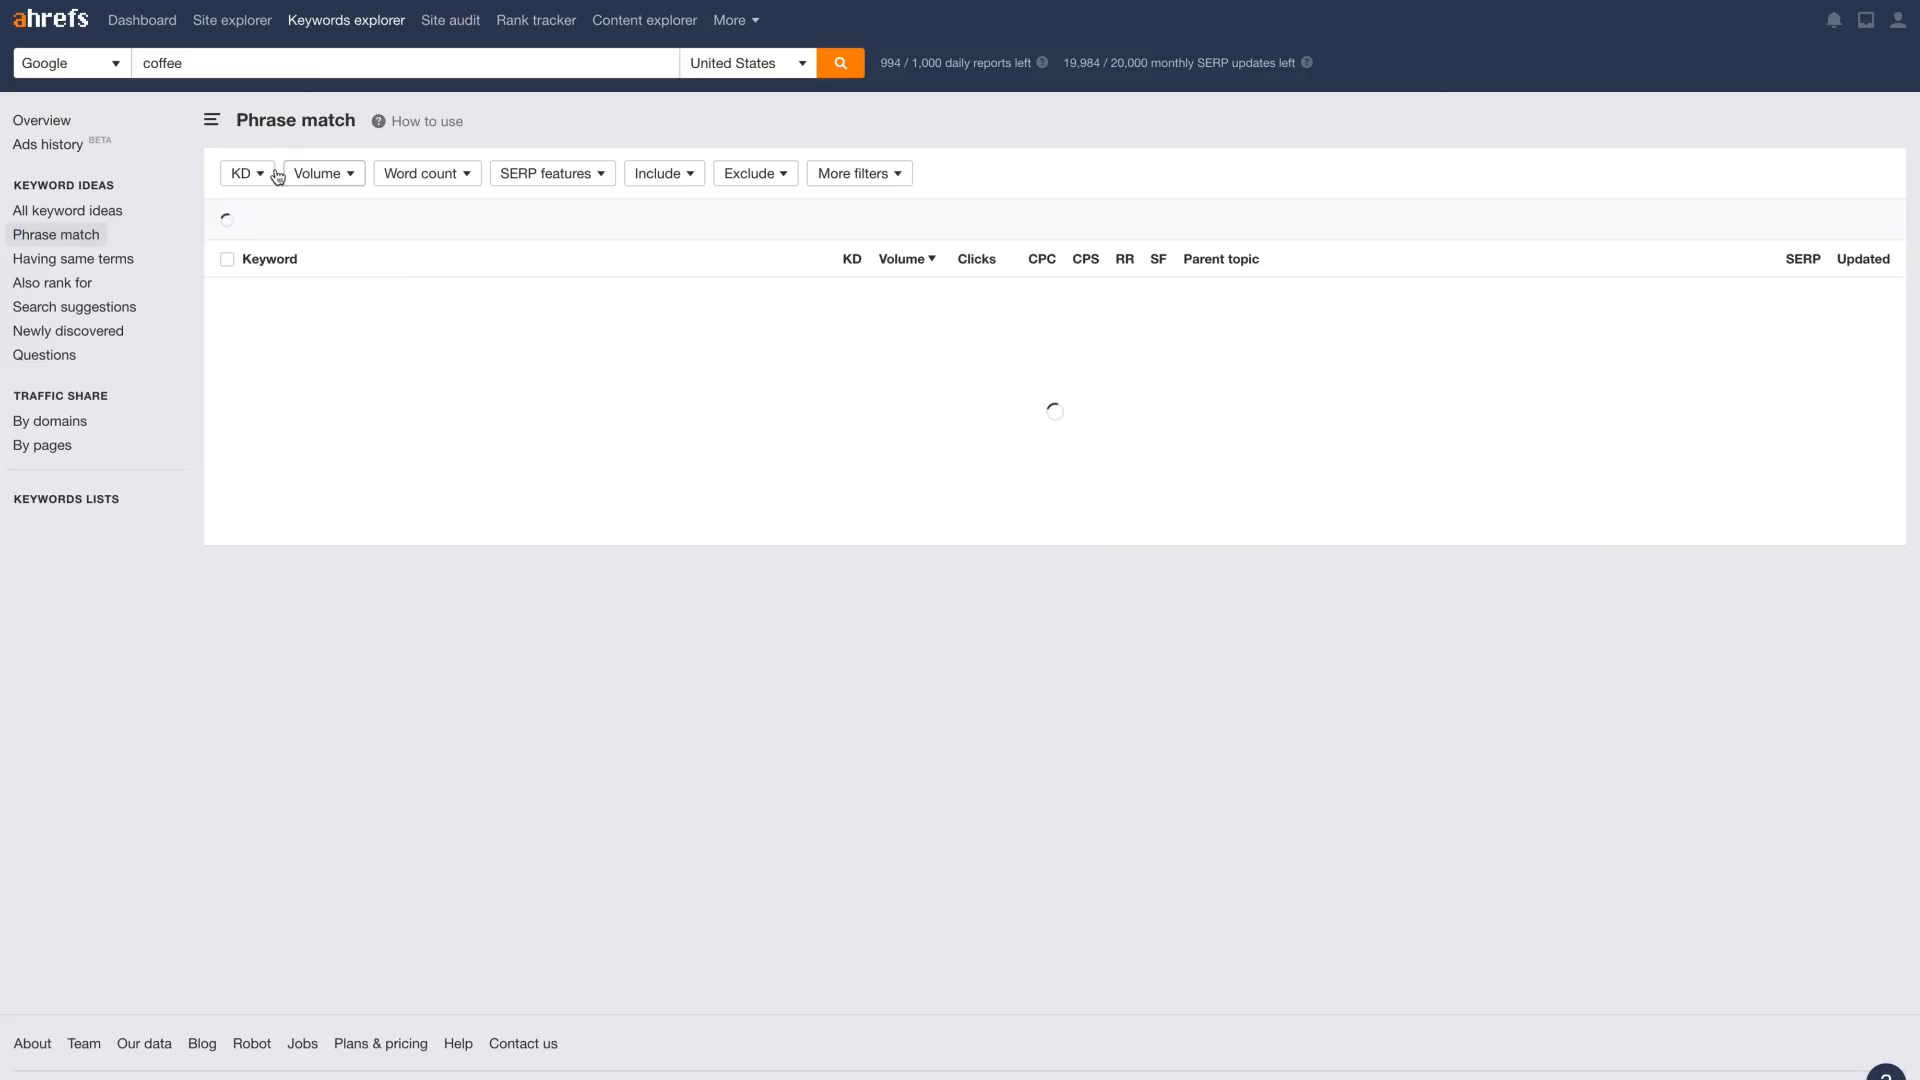 ahrefs Dashboard Site explorer Keywords explorer Site audit Rank tracker Content explorer More
Google coffee United States 994 / 1,000 daily reports left ? 19,984 / 20,000 monthly SERP updates left ?
Overview
Ads history BETA
KEYWORD IDEAS
All keyword ideas
Phrase match
Having same terms
Also rank for
Search suggestions
Newly discovered
Questions
TRAFFIC SHARE
By domains
By pages
KEYWORDS LISTS
Phrase match ? How to use
KD Volume Word count SERP features Include Exclude More filters
Keyword KD Volume Clicks CPC CPS RR SF Parent topic SERP Updated
About Team Our data Blog Robot Jobs Plans & pricing Help Contact us
?